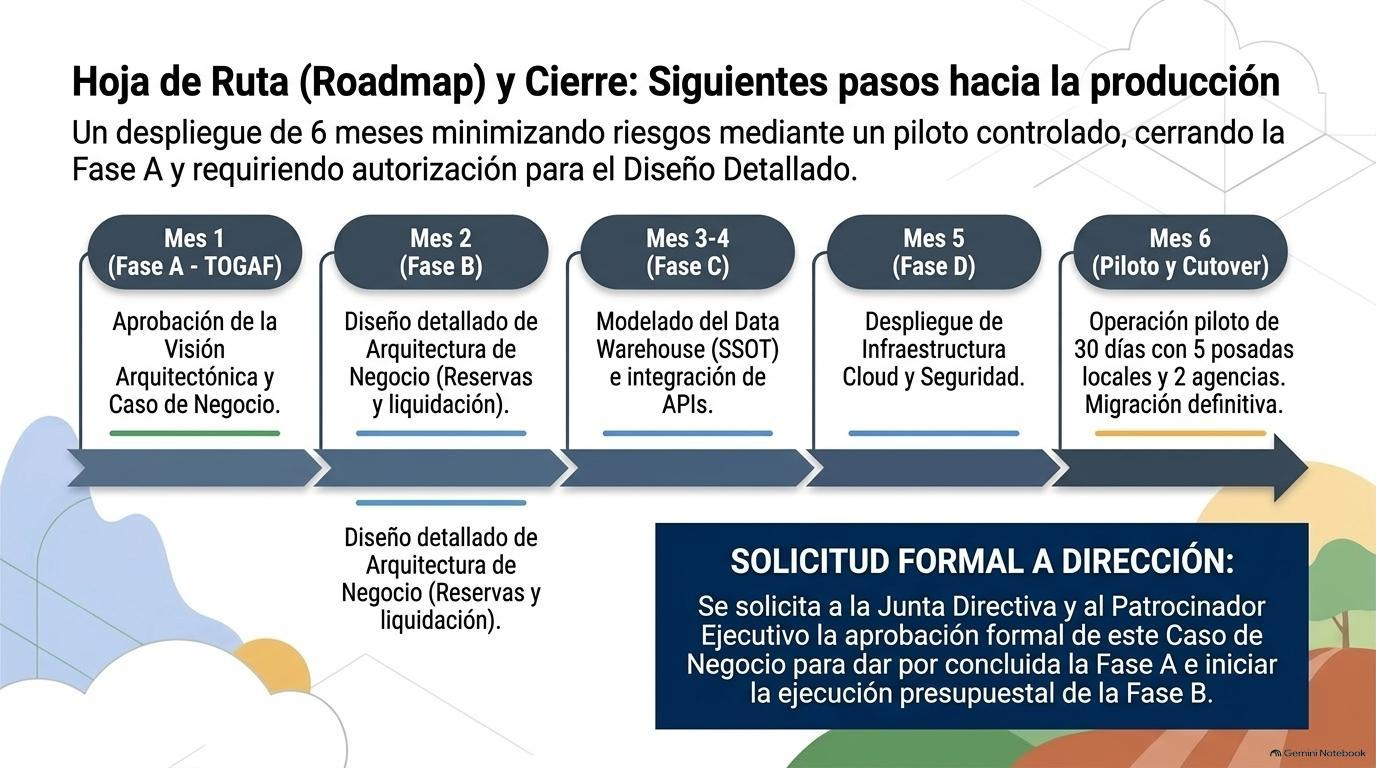 Hoja de Ruta (Roadmap) y Cierre: Siguientes pasos hacia la producción
Un despliegue de 6 meses minimizando riesgos mediante un piloto controlado, cerrando la
Fase A y requiriendo autorización para el Diseño Detallado.
Mes 1
(Fase A - TOGAF)
Aprobación de la
Visión
Arquitectónica y
Caso de Negocio.
Mes 2
(Fase B)
Diseño detallado de
Arquitectura de
Negocio (Reservas
y liquidación).
Mes 3-4
(Fase C)
Modelado del Data
Warehouse (SSOT)
e integración de
APIs.
Mes 5
(Fase D)
Despliegue de
Infraestructura
Cloud y Seguridad.
Mes 6
(Piloto y Cutover)
Operación piloto de
30 días con 5 posadas
locales y 2 agencias.
Migración definitiva.
Diseño detallado de
Arquitectura de
Negocio (Reservas y
liquidación).
SOLICITUD FORMAL A DIRECCIÓN:
Se solicita a la Junta Directiva y al Patrocinador
Ejecutivo la aprobación formal de este Caso de
Negocio para dar por concluida la Fase A e iniciar
la ejecución presupuestal de la Fase B.
Gemini Notebook